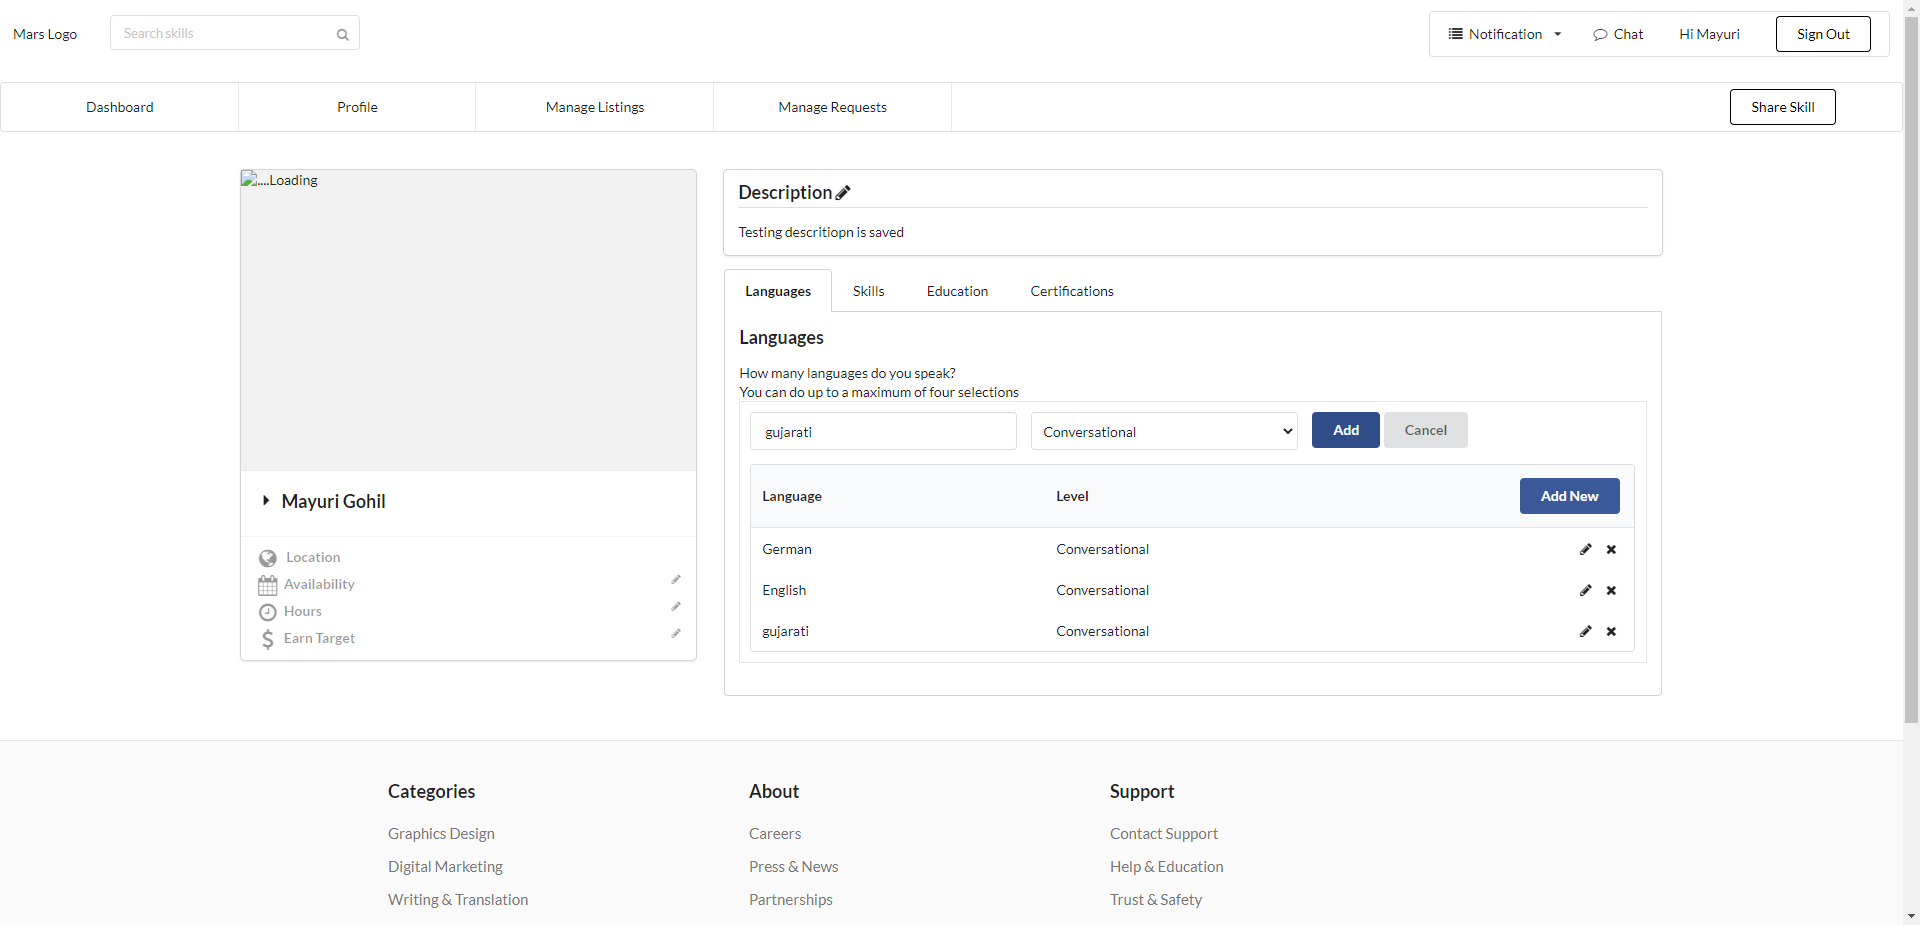 Mars Logo
Search skills
Notification
Chat
Hi Mayuri
Sign Out
Dashboard
Profile
Manage Listings
Manage Requests
Share Skill
....Loading
Mayuri Gohil
Location
Availability
Hours
Earn Target
Description
Testing descritiopn is saved
Languages
Skills
Education
Certifications
Languages
How many languages do you speak?
You can do up to a maximum of four selections
gujarati
Conversational
Add
Cancel
Language
Level
Add New
German
Conversational
English
Conversational
gujarati
Conversational
Categories
Graphics Design
Digital Marketing
Writing & Translation
About
Careers
Press & News
Partnerships
Support
Contact Support
Help & Education
Trust & Safety